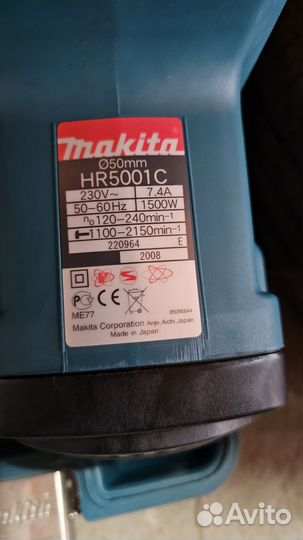 makita
Ø50mm
HR5001C
230V~ 7.4A
50-60Hz 1500W
n₀120-240min⁻¹
1100-2150min⁻¹
220964 E
2008
ME77
Makita Corporation Anjo, Aichi, Japan
Made in Japan
makita
Avito